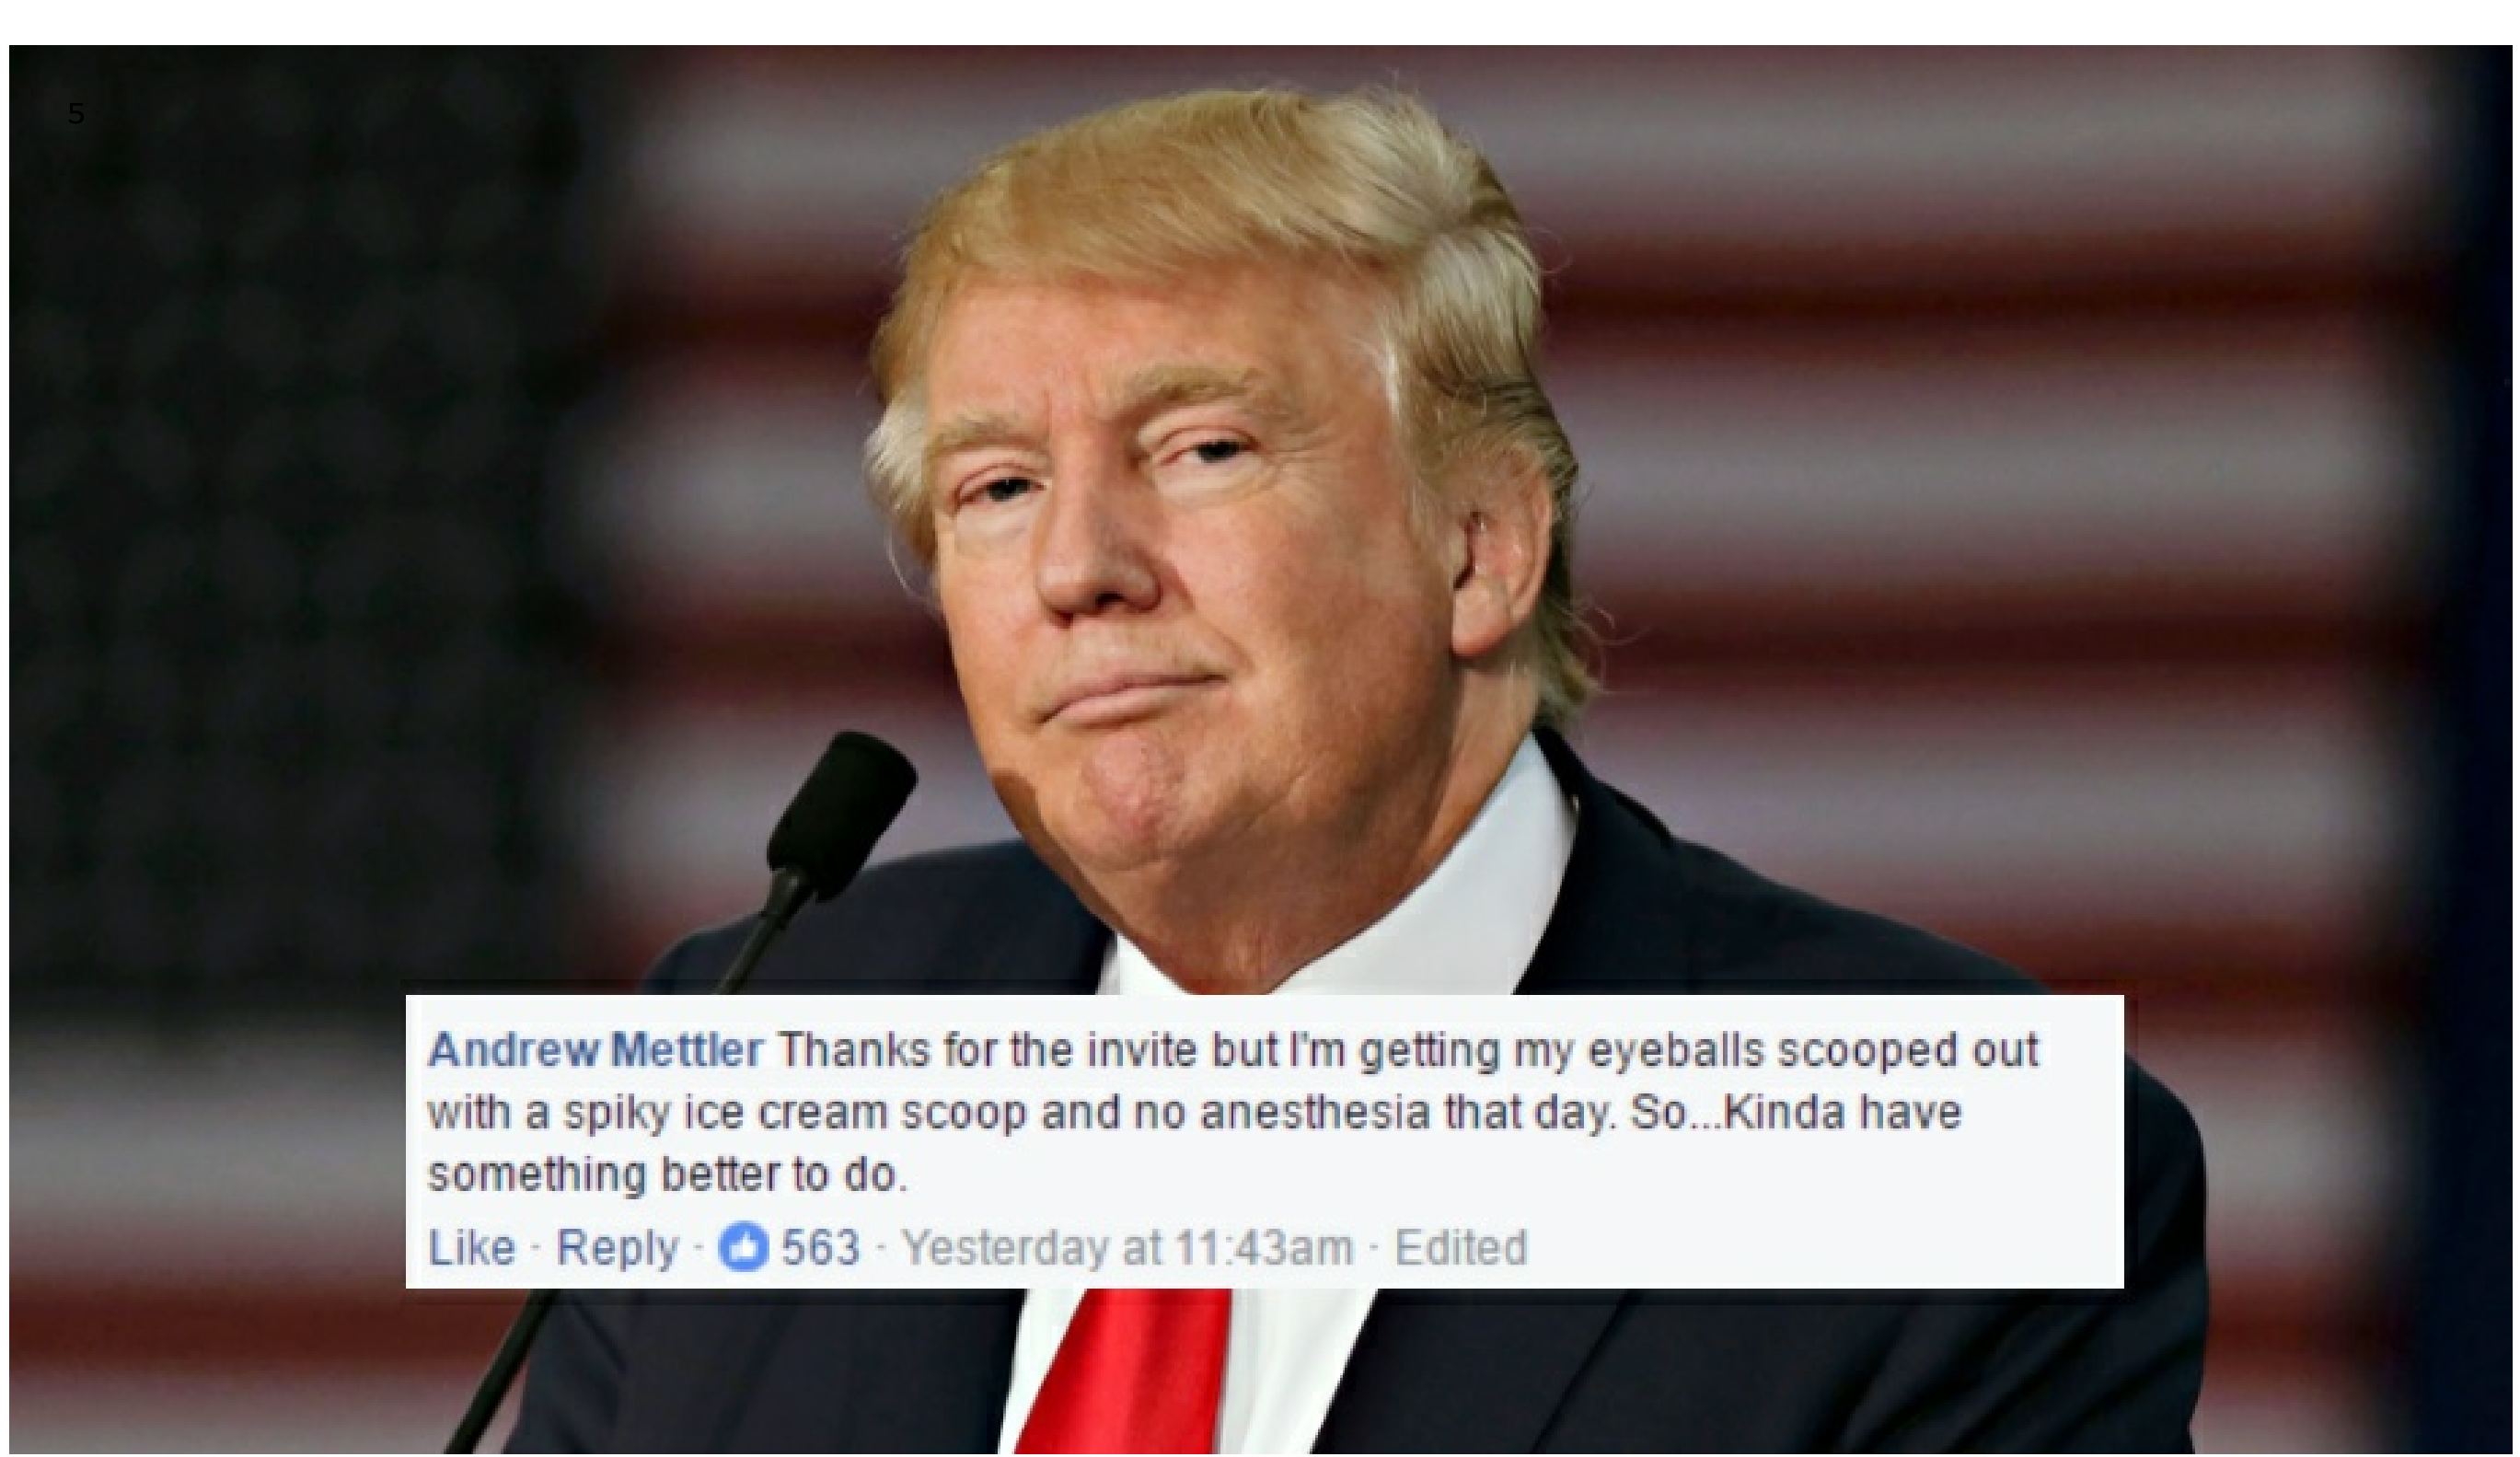 5
Andrew Mettler Thanks for the invite but I'm getting my eyeballs scooped out
with a spiky ice cream scoop and no anesthesia that day. So...Kinda have
something better to do.
Like · Reply · 563 · Yesterday at 11:43am · Edited